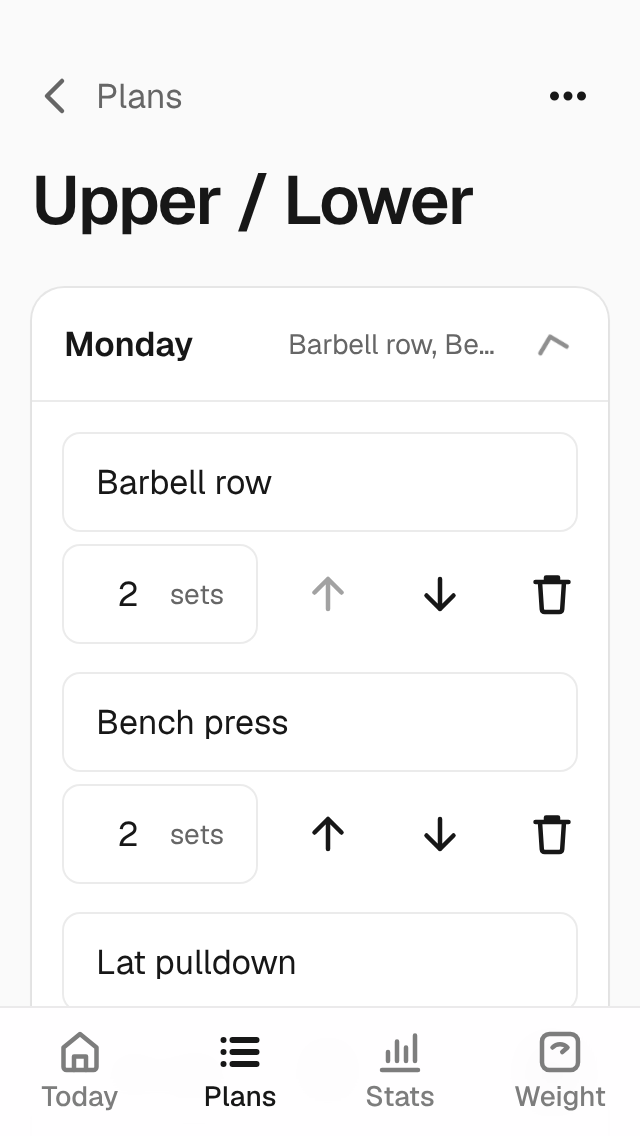 Plans
Upper / Lower
Monday
Barbell row, Be...
Barbell row
2 sets
Bench press
2 sets
Lat pulldown
Today
Plans
Stats
Weight